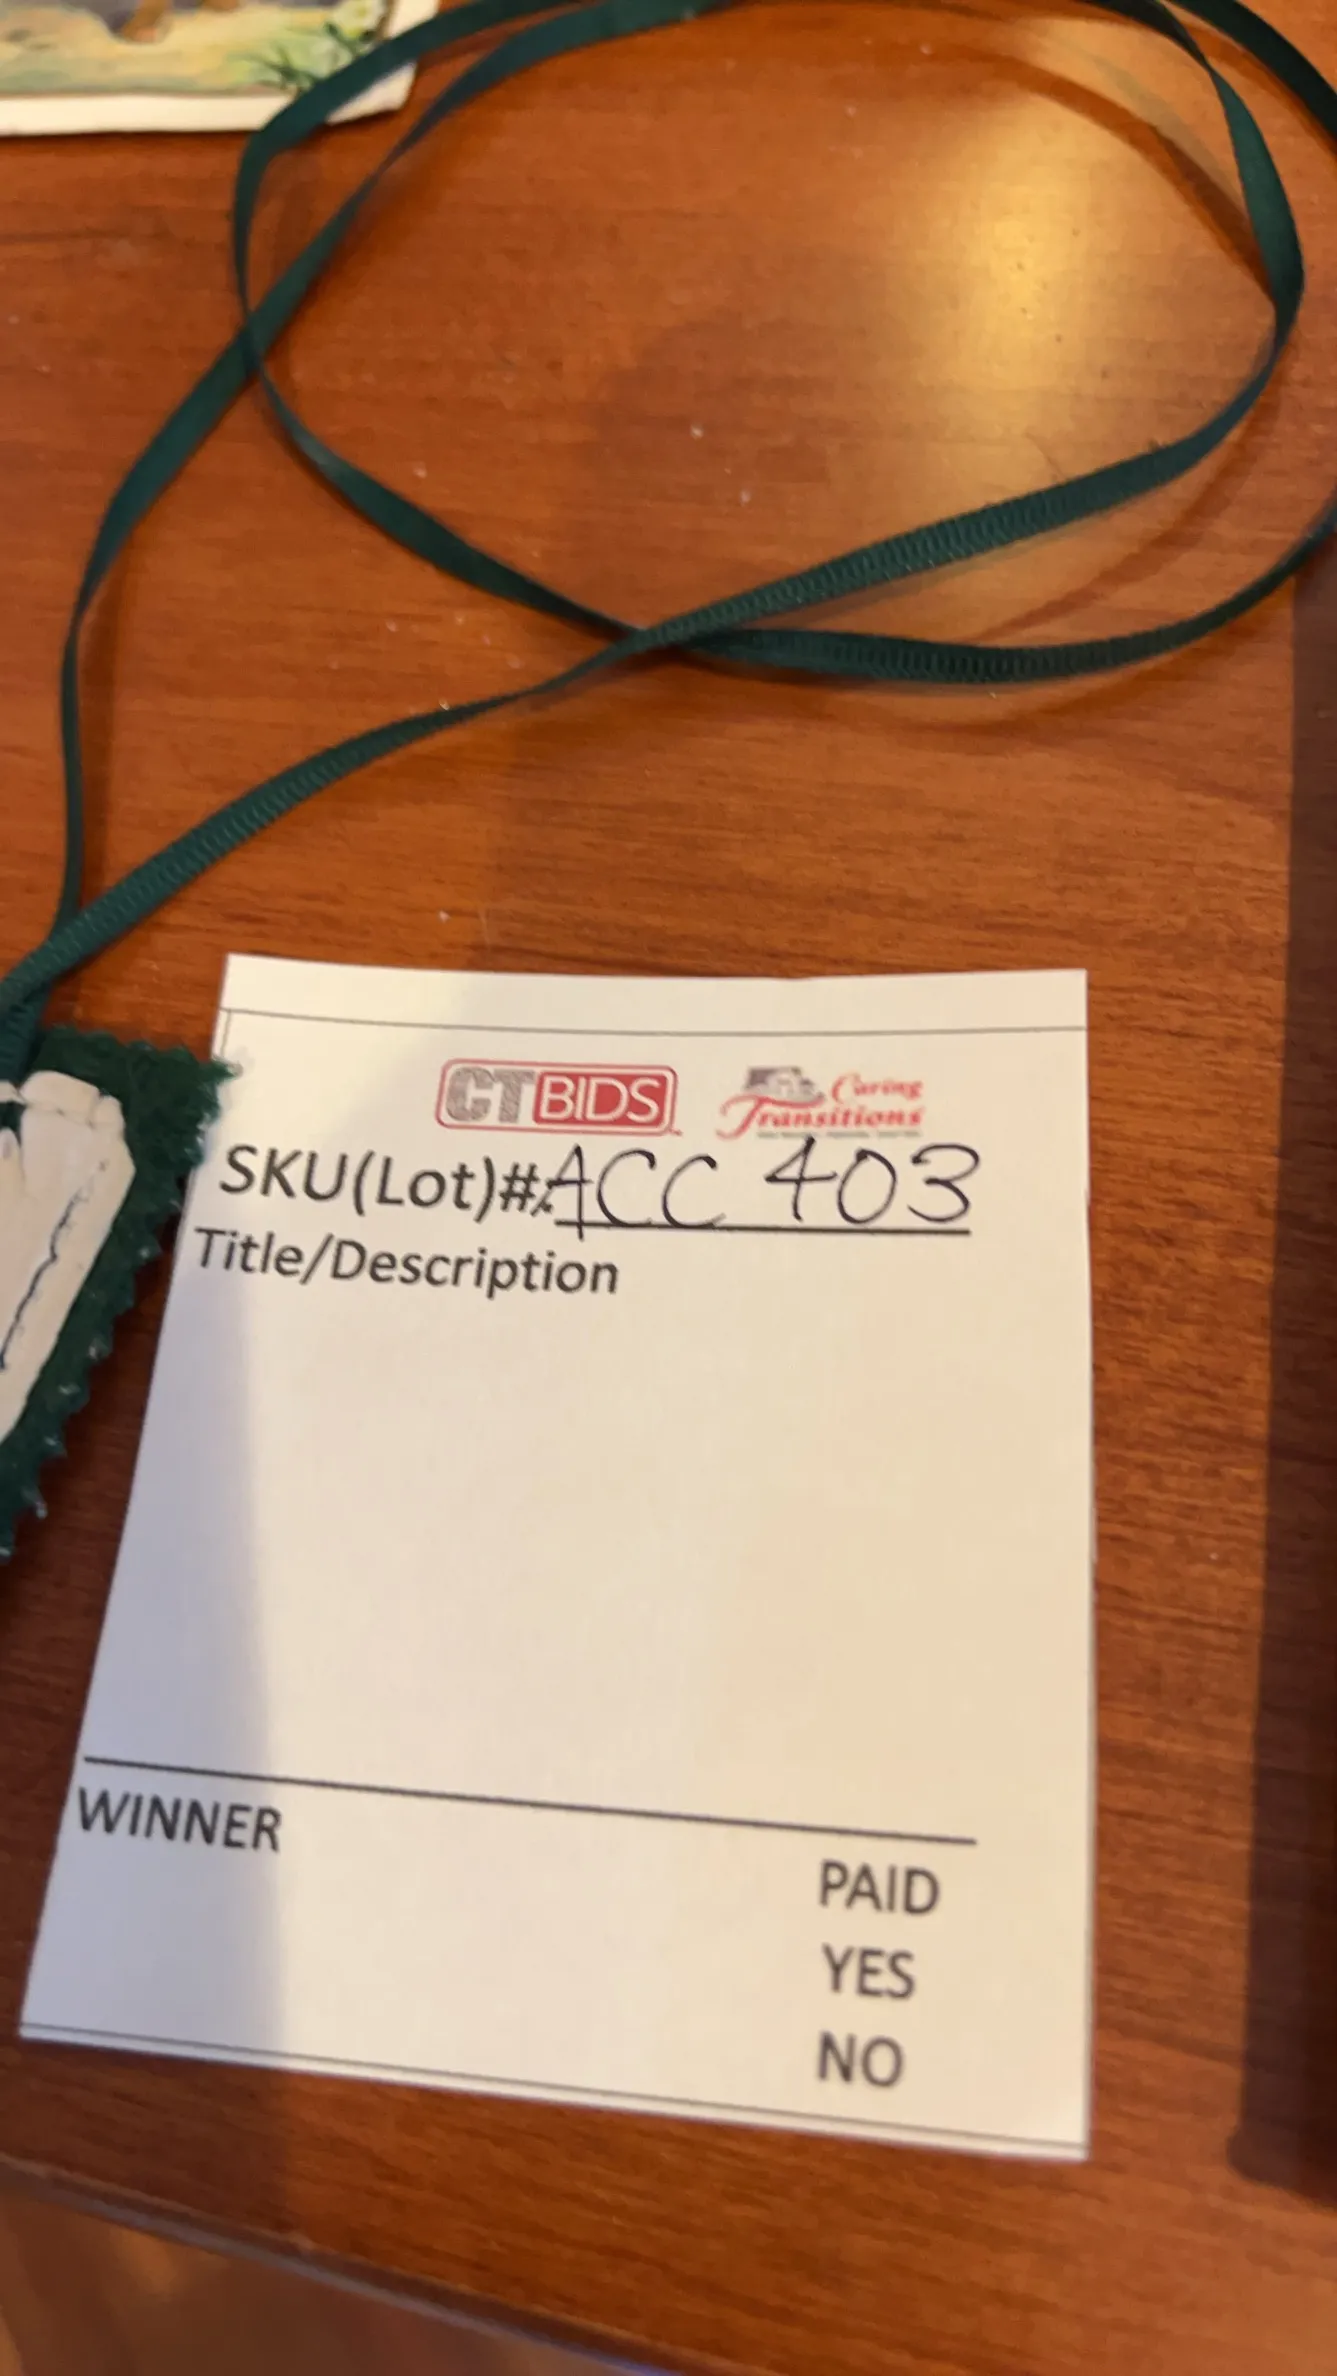 CTBIDS Caring Transitions
SKU(Lot)# ACC 403
Title/Description
WINNER
PAID
YES
NO